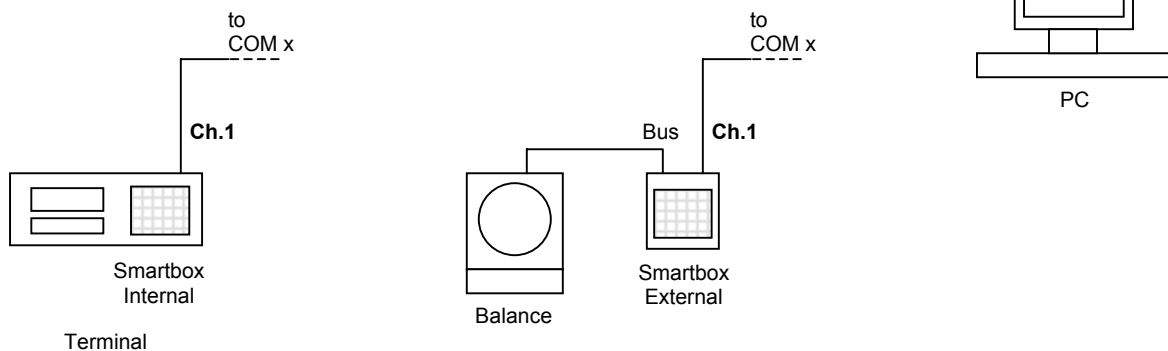 to
COM x
Ch.1
Smartbox
Internal
Terminal
to
COM x
Bus
Ch.1
Balance
Smartbox
External
PC